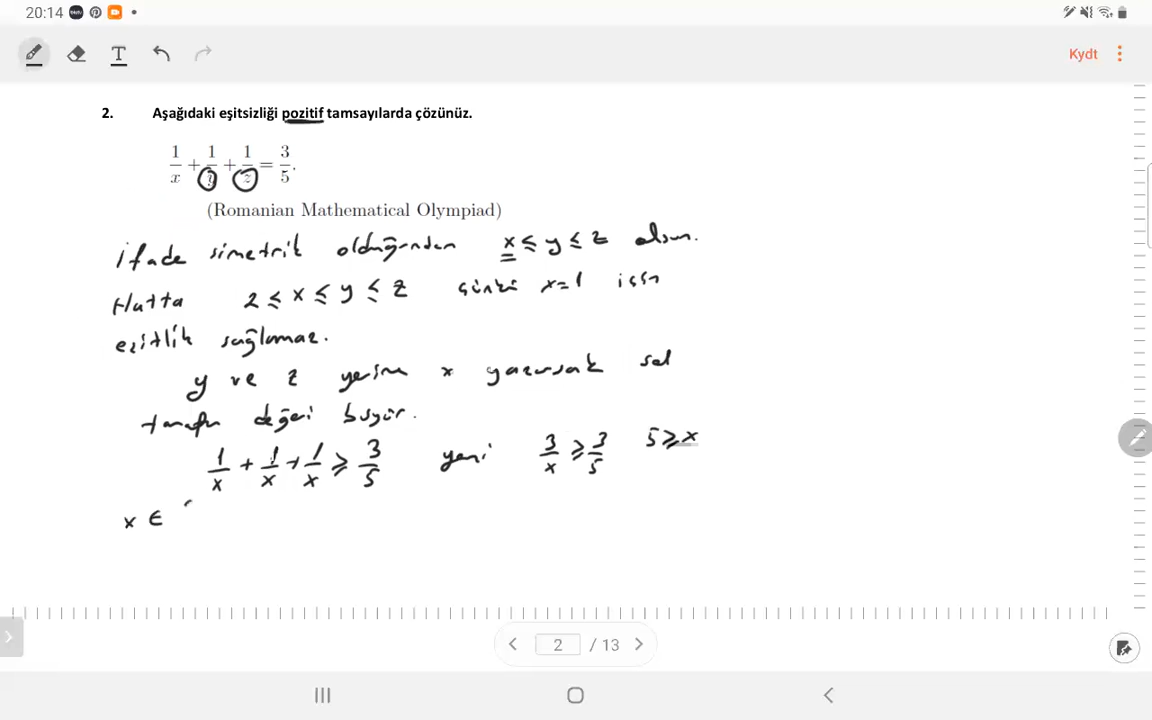 20:14
T
Kydt
2. Aşağıdaki eşitsizliği pozitif tamsayılarda çözünüz.
1/x + 1/y + 1/z = 3/5.
(Romanian Mathematical Olympiad)
ifade simetrik olduğundan x ≤ y ≤ z olsun.
Hatta 2 ≤ x ≤ y ≤ z çünkü x=1 için
eşitlik sağlamaz.
y ve z yerine x yazarsak sol
tarafın değeri büyür.
1/x + 1/x + 1/x ≥ 3/5 yani 3/x ≥ 3/5 5 ≥ x
x ∈
2 / 13